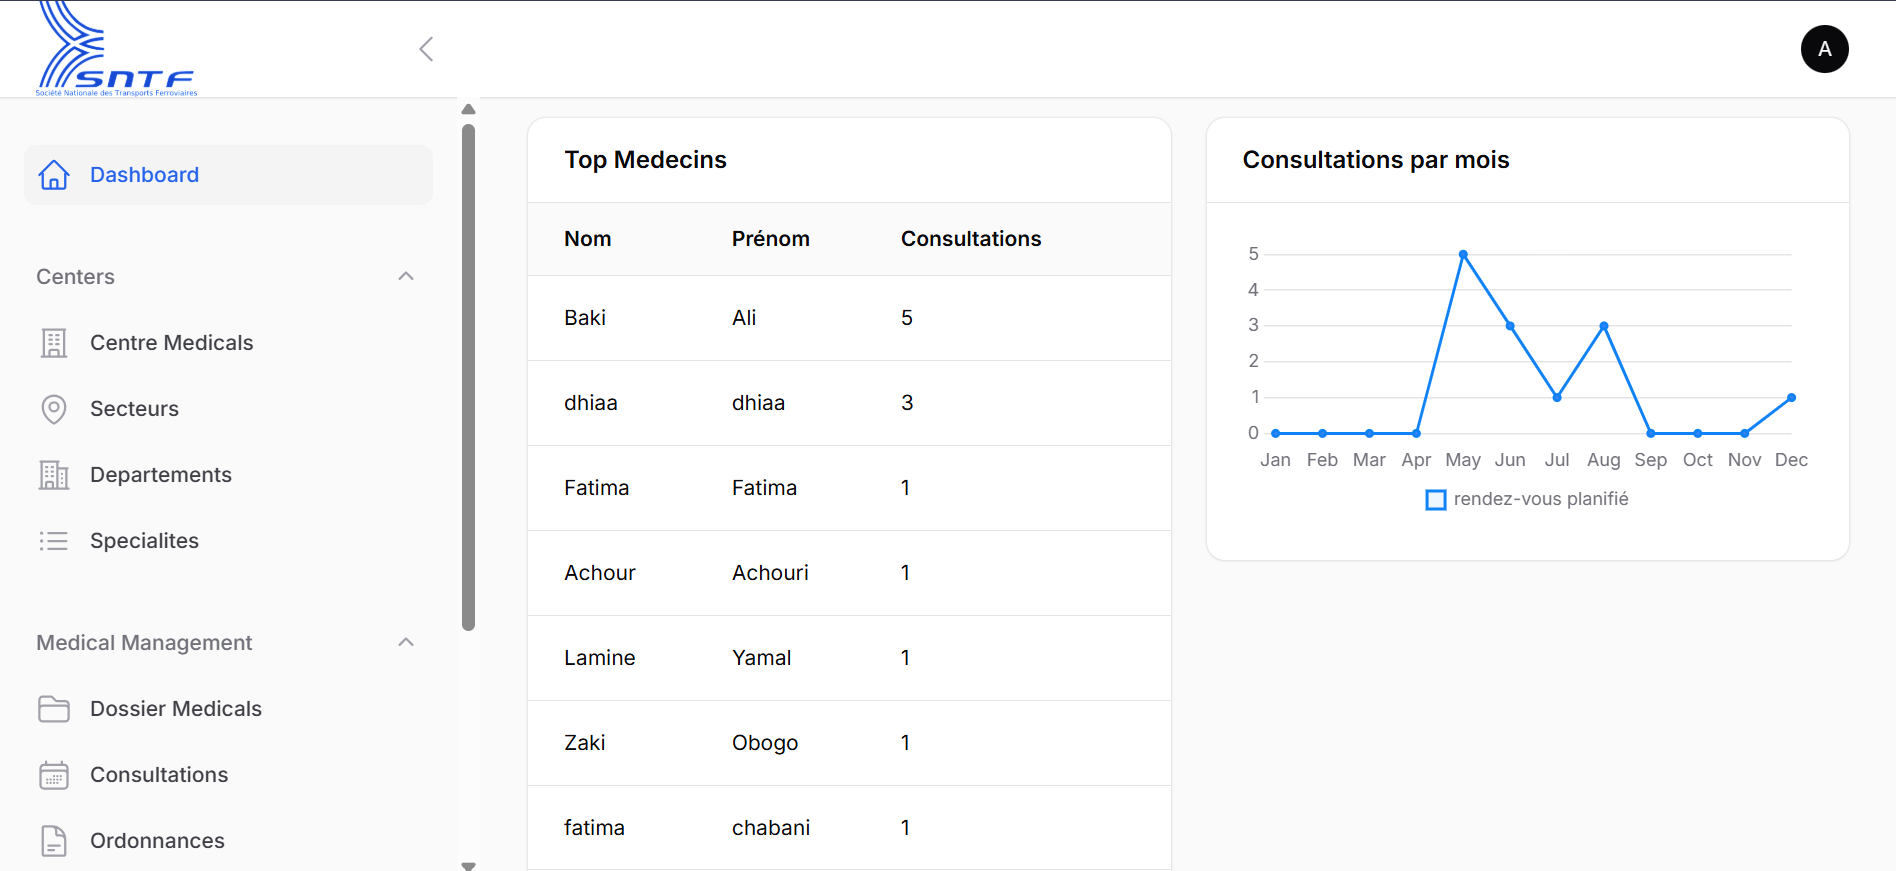 SNTF
Société Nationale des Transports Ferroviaires
A
Dashboard
Centers
Centre Medicals
Secteurs
Departements
Specialites
Medical Management
Dossier Medicals
Consultations
Ordonnances
Top Medecins
Nom Prénom Consultations
Baki Ali 5
dhiaa dhiaa 3
Fatima Fatima 1
Achour Achouri 1
Lamine Yamal 1
Zaki Obogo 1
fatima chabani 1
Consultations par mois
5
4
3
2
1
0
Jan Feb Mar Apr May Jun Jul Aug Sep Oct Nov Dec
rendez-vous planifié